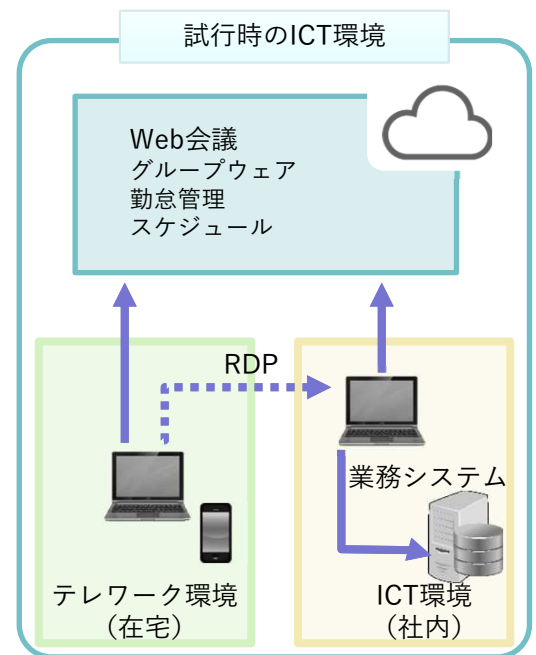 試行時のICT環境
Web会議
グループウェア
勤怠管理
スケジュール
RDP
業務システム
テレワーク環境
（在宅）
ICT環境
（社内）